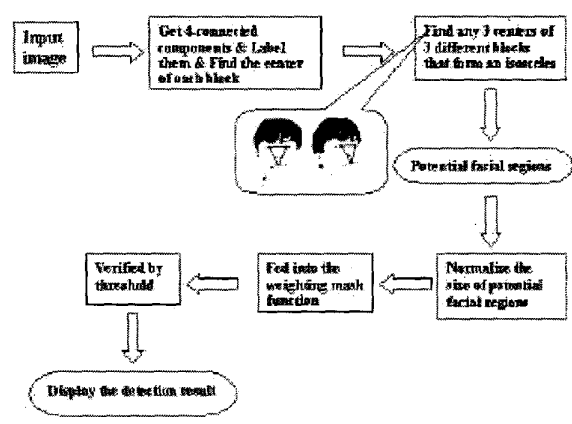 Input
image
Get 4-connected
components & Label
them & Find the center
of each block
Find any 3 centers of
3 different blocks
that form an isosceles
Potential facial regions
Normalize the
size of potential
facial regions
Fed into the
weighting mask
function
Verified by
threshold
Display the detection result